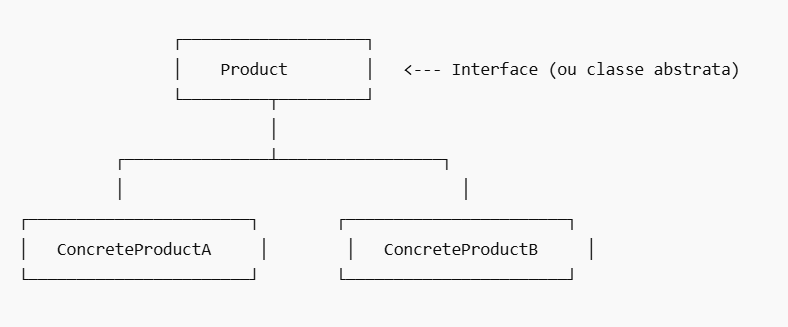 Product <--- Interface (ou classe abstrata)
ConcreteProductA ConcreteProductB